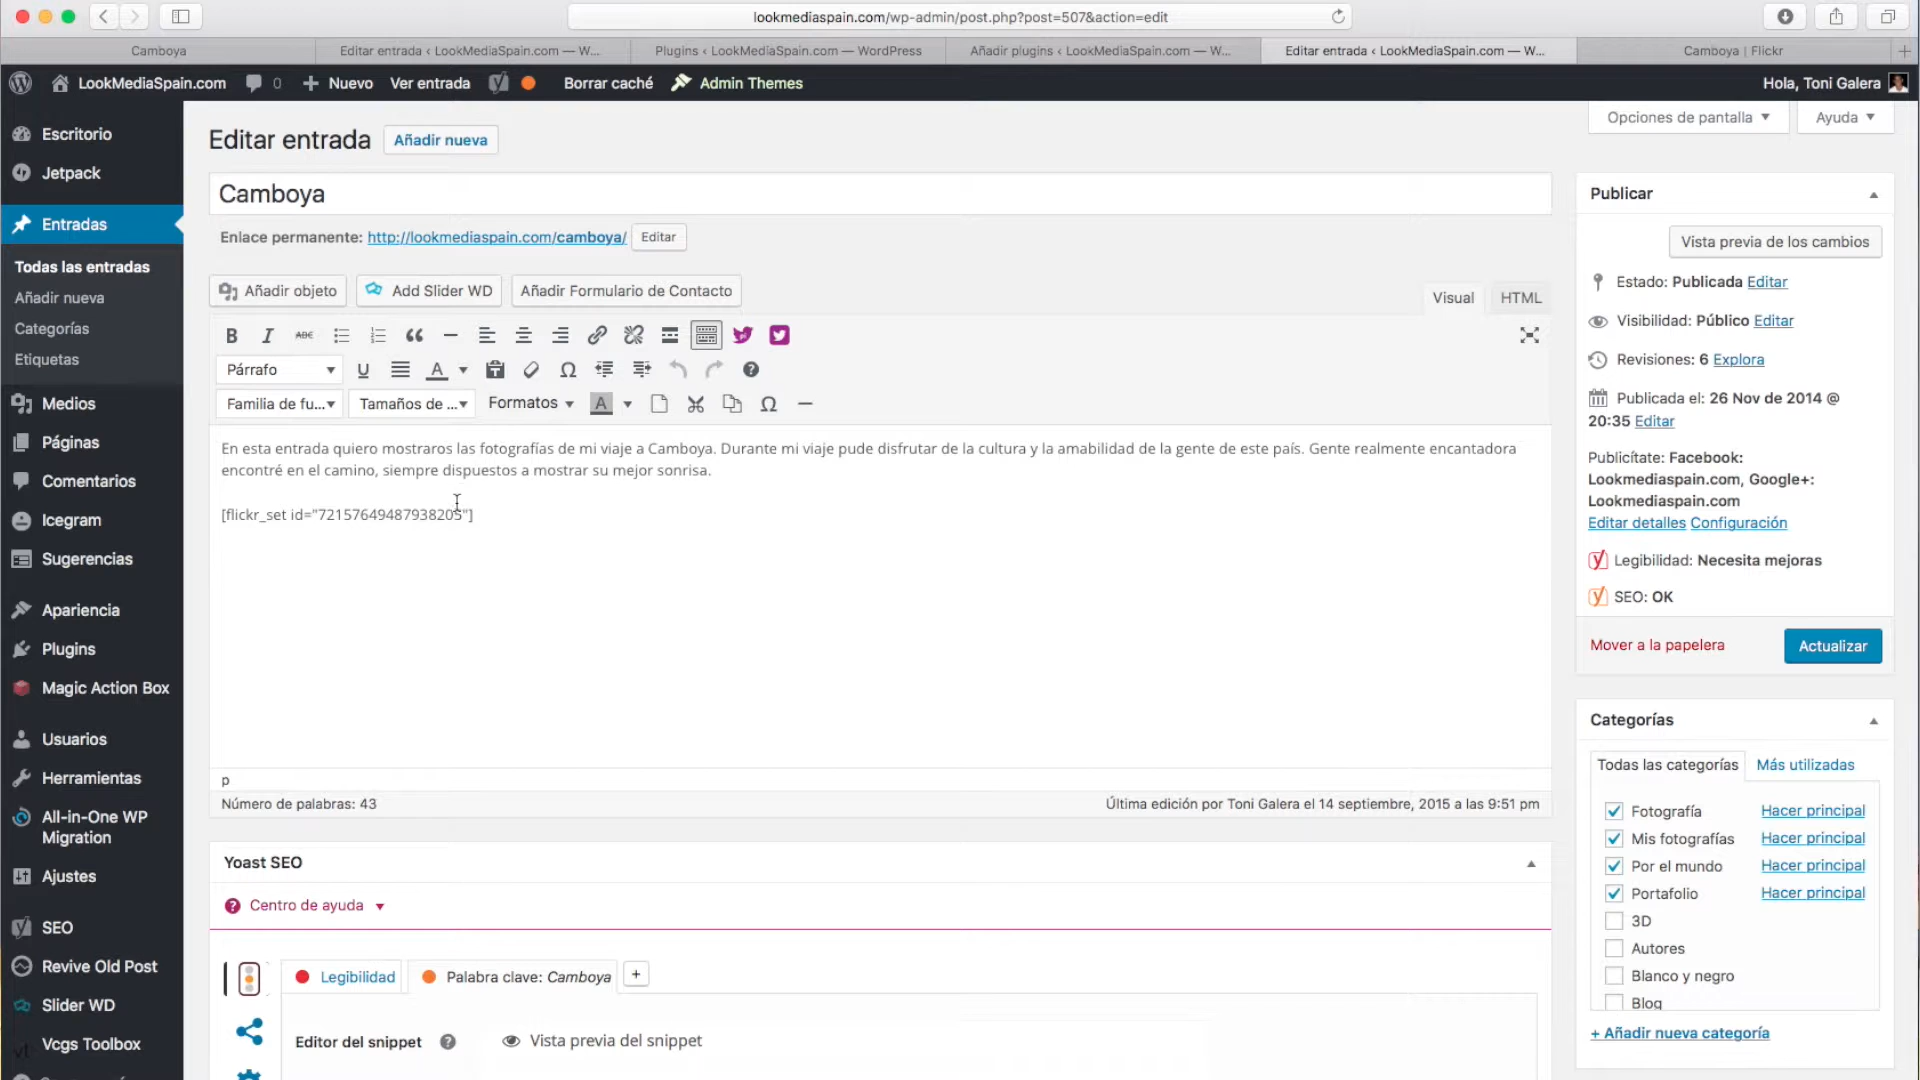 lookmediaspain.com/wp-admin/post.php?post=507&action=edit
Camboya
Editar entrada ‹ LookMediaSpain.com — W...
Plugins ‹ LookMediaSpain.com — WordPress
Añadir plugins ‹ LookMediaSpain.com — W...
Editar entrada ‹ LookMediaSpain.com — W...
Camboya | Flickr
LookMediaSpain.com
0
Nuevo
Ver entrada
Borrar caché
Admin Themes
Hola, Toni Galera
Escritorio
Jetpack
Entradas
Todas las entradas
Añadir nueva
Categorías
Etiquetas
Medios
Páginas
Comentarios
Icegram
Sugerencias
Apariencia
Plugins
Magic Action Box
Usuarios
Herramientas
All-in-One WP
Migration
Ajustes
SEO
Revive Old Post
Slider WD
Vcgs Toolbox
Opciones de pantalla
Ayuda
Editar entrada
Añadir nueva
Camboya
Enlace permanente: http://lookmediaspain.com/camboya/
Editar
Añadir objeto
Add Slider WD
Añadir Formulario de Contacto
Visual
HTML
B I ABC
Párrafo
U
A
Ω
Familia de fu...
Tamaños de ...
Formatos
A
Ω
En esta entrada quiero mostraros las fotografías de mi viaje a Camboya. Durante mi viaje pude disfrutar de la cultura y la amabilidad de la gente de este país. Gente realmente encantadora
encontré en el camino, siempre dispuestos a mostrar su mejor sonrisa.
[flickr_set id="72157649487938205"]
p
Número de palabras: 43
Última edición por Toni Galera el 14 septiembre, 2015 a las 9:51 pm
Yoast SEO
Centro de ayuda
Legibilidad
Palabra clave: Camboya
+
Editor del snippet
Vista previa del snippet
Publicar
Vista previa de los cambios
Estado: Publicada Editar
Visibilidad: Público Editar
Revisiones: 6 Explora
Publicada el: 26 Nov de 2014 @
20:35 Editar
Publicítate: Facebook:
Lookmediaspain.com, Google+:
Lookmediaspain.com
Editar detalles Configuración
Legibilidad: Necesita mejoras
SEO: OK
Mover a la papelera
Actualizar
Categorías
Todas las categorías
Más utilizadas
Fotografía Hacer principal
Mis fotografías Hacer principal
Por el mundo Hacer principal
Portafolio Hacer principal
3D
Autores
Blanco y negro
Blog
+ Añadir nueva categoría